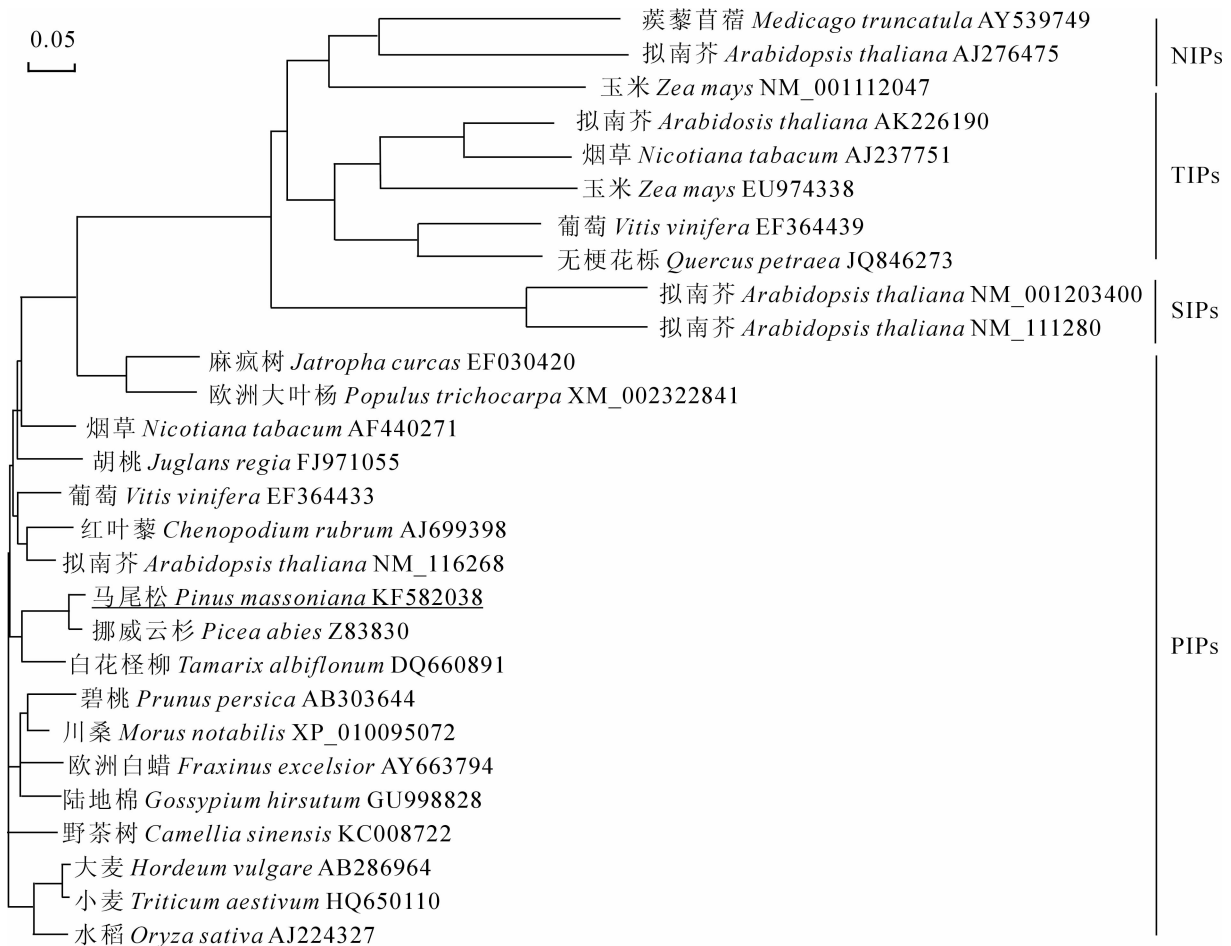 0.05
蒺藜苜蓿 Medicago truncatula AY539749
拟南芥 Arabidopsis thaliana AJ276475
玉米 Zea mays NM_001112047
NIPs
拟南芥 Arabidosis thaliana AK226190
烟草 Nicotiana tabacum AJ237751
玉米 Zea mays EU974338
葡萄 Vitis vinifera EF364439
无梗花栎 Quercus petraea JQ846273
TIPs
拟南芥 Arabidopsis thaliana NM_001203400
拟南芥 Arabidopsis thaliana NM_111280
SIPs
麻疯树 Jatropha curcas EF030420
欧洲大叶杨 Populus trichocarpa XM_002322841
烟草 Nicotiana tabacum AF440271
胡桃 Juglans regia FJ971055
葡萄 Vitis vinifera EF364433
红叶藜 Chenopodium rubrum AJ699398
拟南芥 Arabidopsis thaliana NM_116268
马尾松 Pinus massoniana KF582038
挪威云杉 Picea abies Z83830
白花柽柳 Tamarix albiflonum DQ660891
碧桃 Prunus persica AB303644
川桑 Morus notabilis XP_010095072
欧洲白蜡 Fraxinus excelsior AY663794
陆地棉 Gossypium hirsutum GU998828
野茶树 Camellia sinensis KC008722
大麦 Hordeum vulgare AB286964
小麦 Triticum aestivum HQ650110
水稻 Oryza sativa AJ224327
PIPs